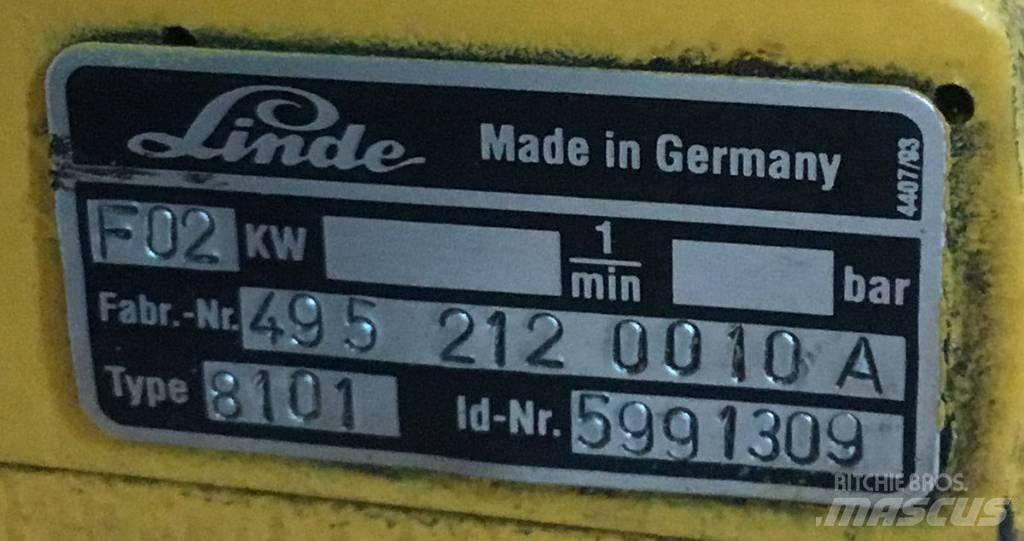 Linde Made in Germany 4407/93
F02 KW 1/min bar
Fabr.-Nr. 495 212 0010 A
Type 8101 Id-Nr. 5991309
RITCHIE BROS.
MASCUS